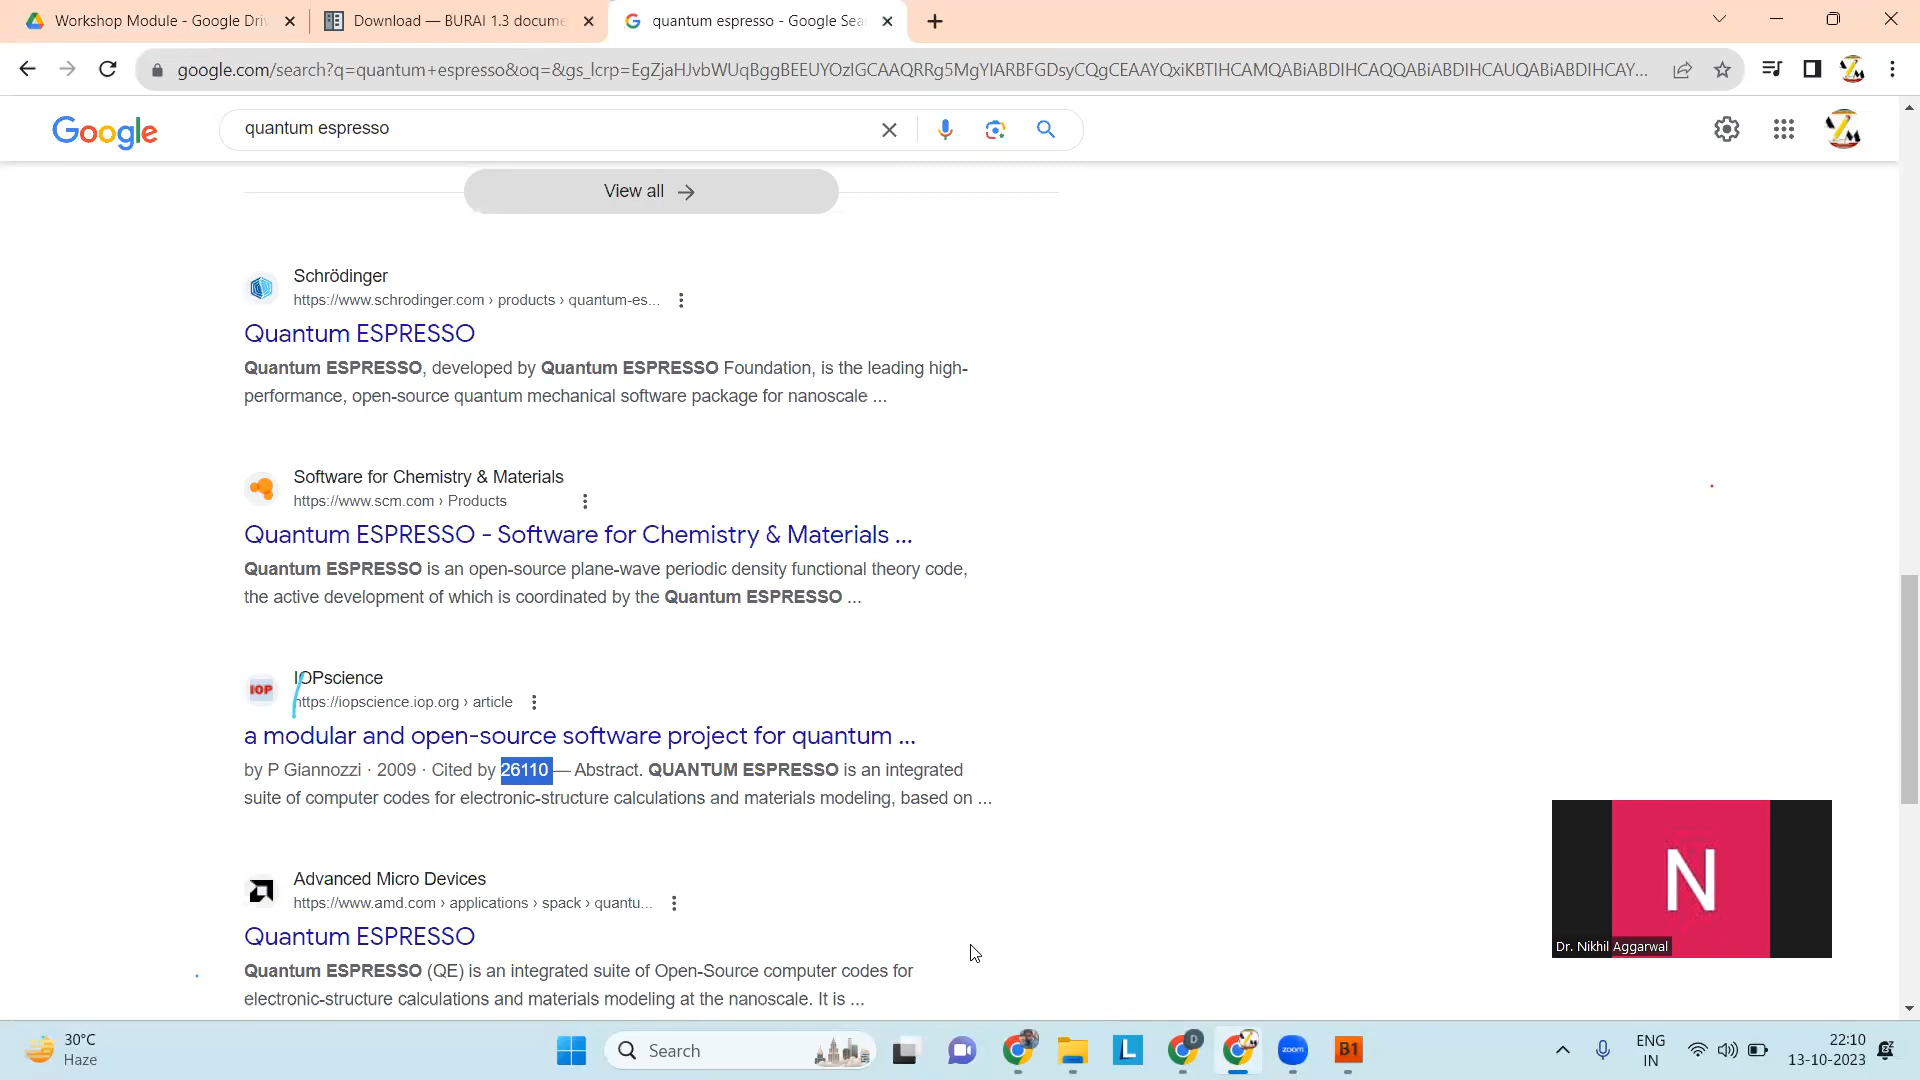 Workshop Module - Google Dri
Download — BURAI 1.3 docume
quantum espresso - Google Sea
google.com/search?q=quantum+espresso&oq=&gs_lcrp=EgZjaHJvbWUqBggBEEUYOzIGCAAQRRg5MgYIARBFGDsyCQgCEAAYQxiKBTIHCAMQABiABDIHCAQQABiABDIHCAUQABiABDIHCAY...
Google
quantum espresso
View all
Schrödinger
https://www.schrodinger.com › products › quantum-es...
Quantum ESPRESSO
Quantum ESPRESSO, developed by Quantum ESPRESSO Foundation, is the leading high-
performance, open-source quantum mechanical software package for nanoscale ...
Software for Chemistry & Materials
https://www.scm.com › Products
Quantum ESPRESSO - Software for Chemistry & Materials ...
Quantum ESPRESSO is an open-source plane-wave periodic density functional theory code,
the active development of which is coordinated by the Quantum ESPRESSO ...
IOP
IOPscience
https://iopscience.iop.org › article
a modular and open-source software project for quantum ...
by P Giannozzi · 2009 · Cited by 26110 — Abstract. QUANTUM ESPRESSO is an integrated
suite of computer codes for electronic-structure calculations and materials modeling, based on ...
Advanced Micro Devices
https://www.amd.com › applications › spack › quantu...
Quantum ESPRESSO
Quantum ESPRESSO (QE) is an integrated suite of Open-Source computer codes for
electronic-structure calculations and materials modeling at the nanoscale. It is ...
N
Dr. Nikhil Aggarwal
30°C
Haze
Search
L
D
zoom
B1
ENG
IN
22:10
13-10-2023